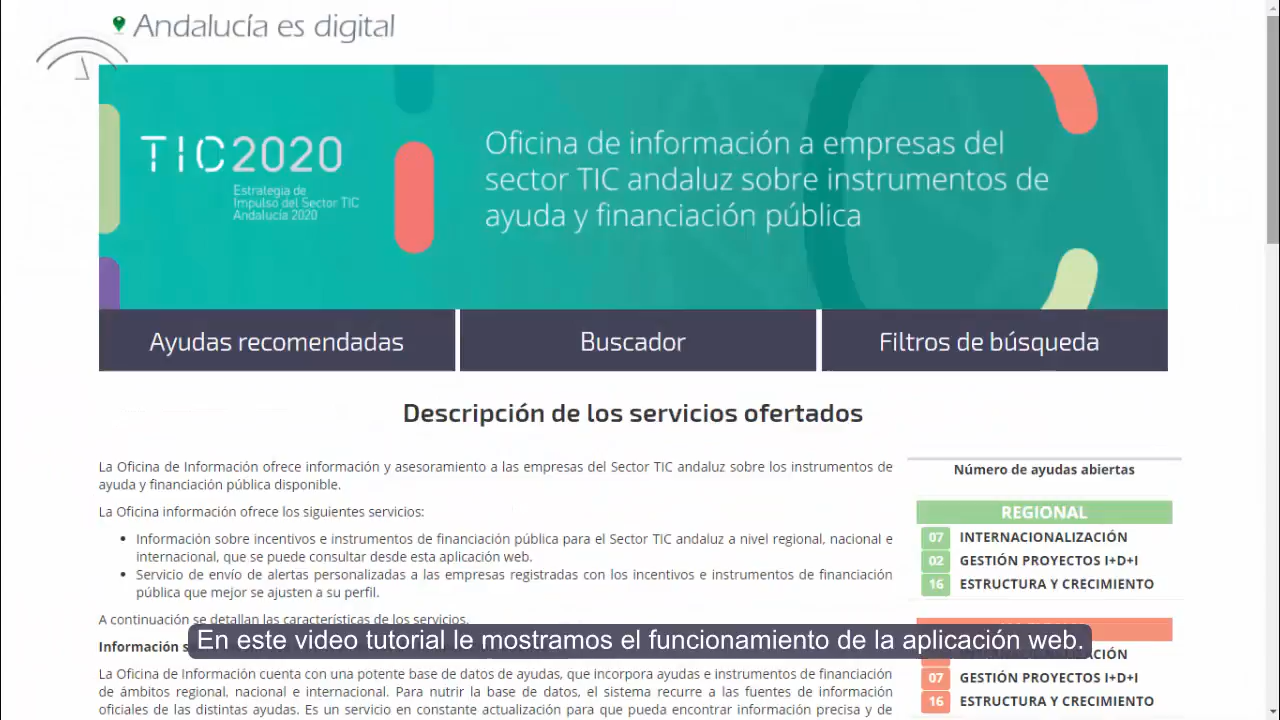 Andalucía es digital
TIC2020
Estrategia de
Impulso del Sector TIC
Andalucía 2020
Oficina de información a empresas del
sector TIC andaluz sobre instrumentos de
ayuda y financiación pública
Ayudas recomendadas
Buscador
Filtros de búsqueda
Descripción de los servicios ofertados
La Oficina de Información ofrece información y asesoramiento a las empresas del Sector TIC andaluz sobre los instrumentos de
ayuda y financiación pública disponible.
La Oficina información ofrece los siguientes servicios:
• Información sobre incentivos e instrumentos de financiación pública para el Sector TIC andaluz a nivel regional, nacional e
internacional, que se puede consultar desde esta aplicación web.
• Servicio de envío de alertas personalizadas a las empresas registradas con los incentivos e instrumentos de financiación
pública que mejor se ajusten a su perfil.
A continuación se detallan las características de los servicios.
Información
La Oficina de Información cuenta con una potente base de datos de ayudas, que incorpora ayudas e instrumentos de financiación
de ámbitos regional, nacional e internacional. Para nutrir la base de datos, el sistema recurre a las fuentes de información
oficiales de las distintas ayudas. Es un servicio en constante actualización para que pueda encontrar información precisa y de
Número de ayudas abiertas
REGIONAL
07 INTERNACIONALIZACIÓN
02 GESTIÓN PROYECTOS I+D+I
16 ESTRUCTURA Y CRECIMIENTO
07 GESTIÓN PROYECTOS I+D+I
16 ESTRUCTURA Y CRECIMIENTO
En este video tutorial le mostramos el funcionamiento de la aplicación web.